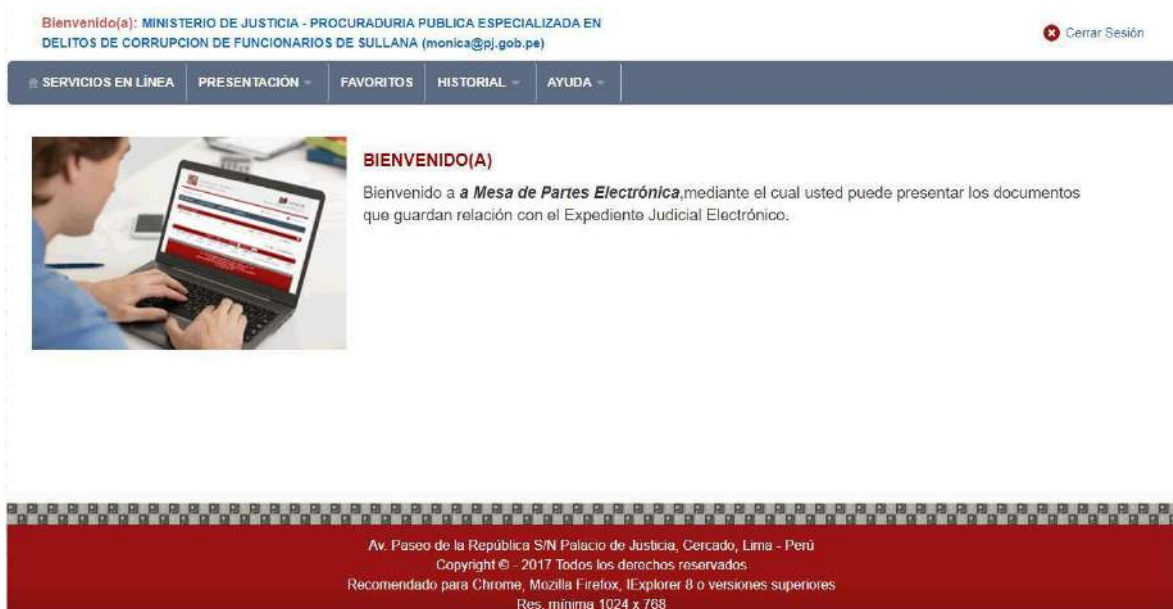 Bienvenido(a): MINISTERIO DE JUSTICIA - PROCURADURIA PUBLICA ESPECIALIZADA EN
DELITOS DE CORRUPCION DE FUNCIONARIOS DE SULLANA (monica@pj.gob.pe)
Cerrar Sesión
SERVICIOS EN LÍNEA PRESENTACIÓN FAVORITOS HISTORIAL AYUDA
BIENVENIDO(A)
Bienvenido a a Mesa de Partes Electrónica,mediante el cual usted puede presentar los documentos
que guardan relación con el Expediente Judicial Electrónico.
Av. Paseo de la República S/N Palacio de Justicia, Cercado, Lima - Perú
Copyright © - 2017 Todos los derechos reservados
Recomendado para Chrome, Mozilla Firefox, IExplorer 8 o versiones superiores
Res. mínima 1024 x 768